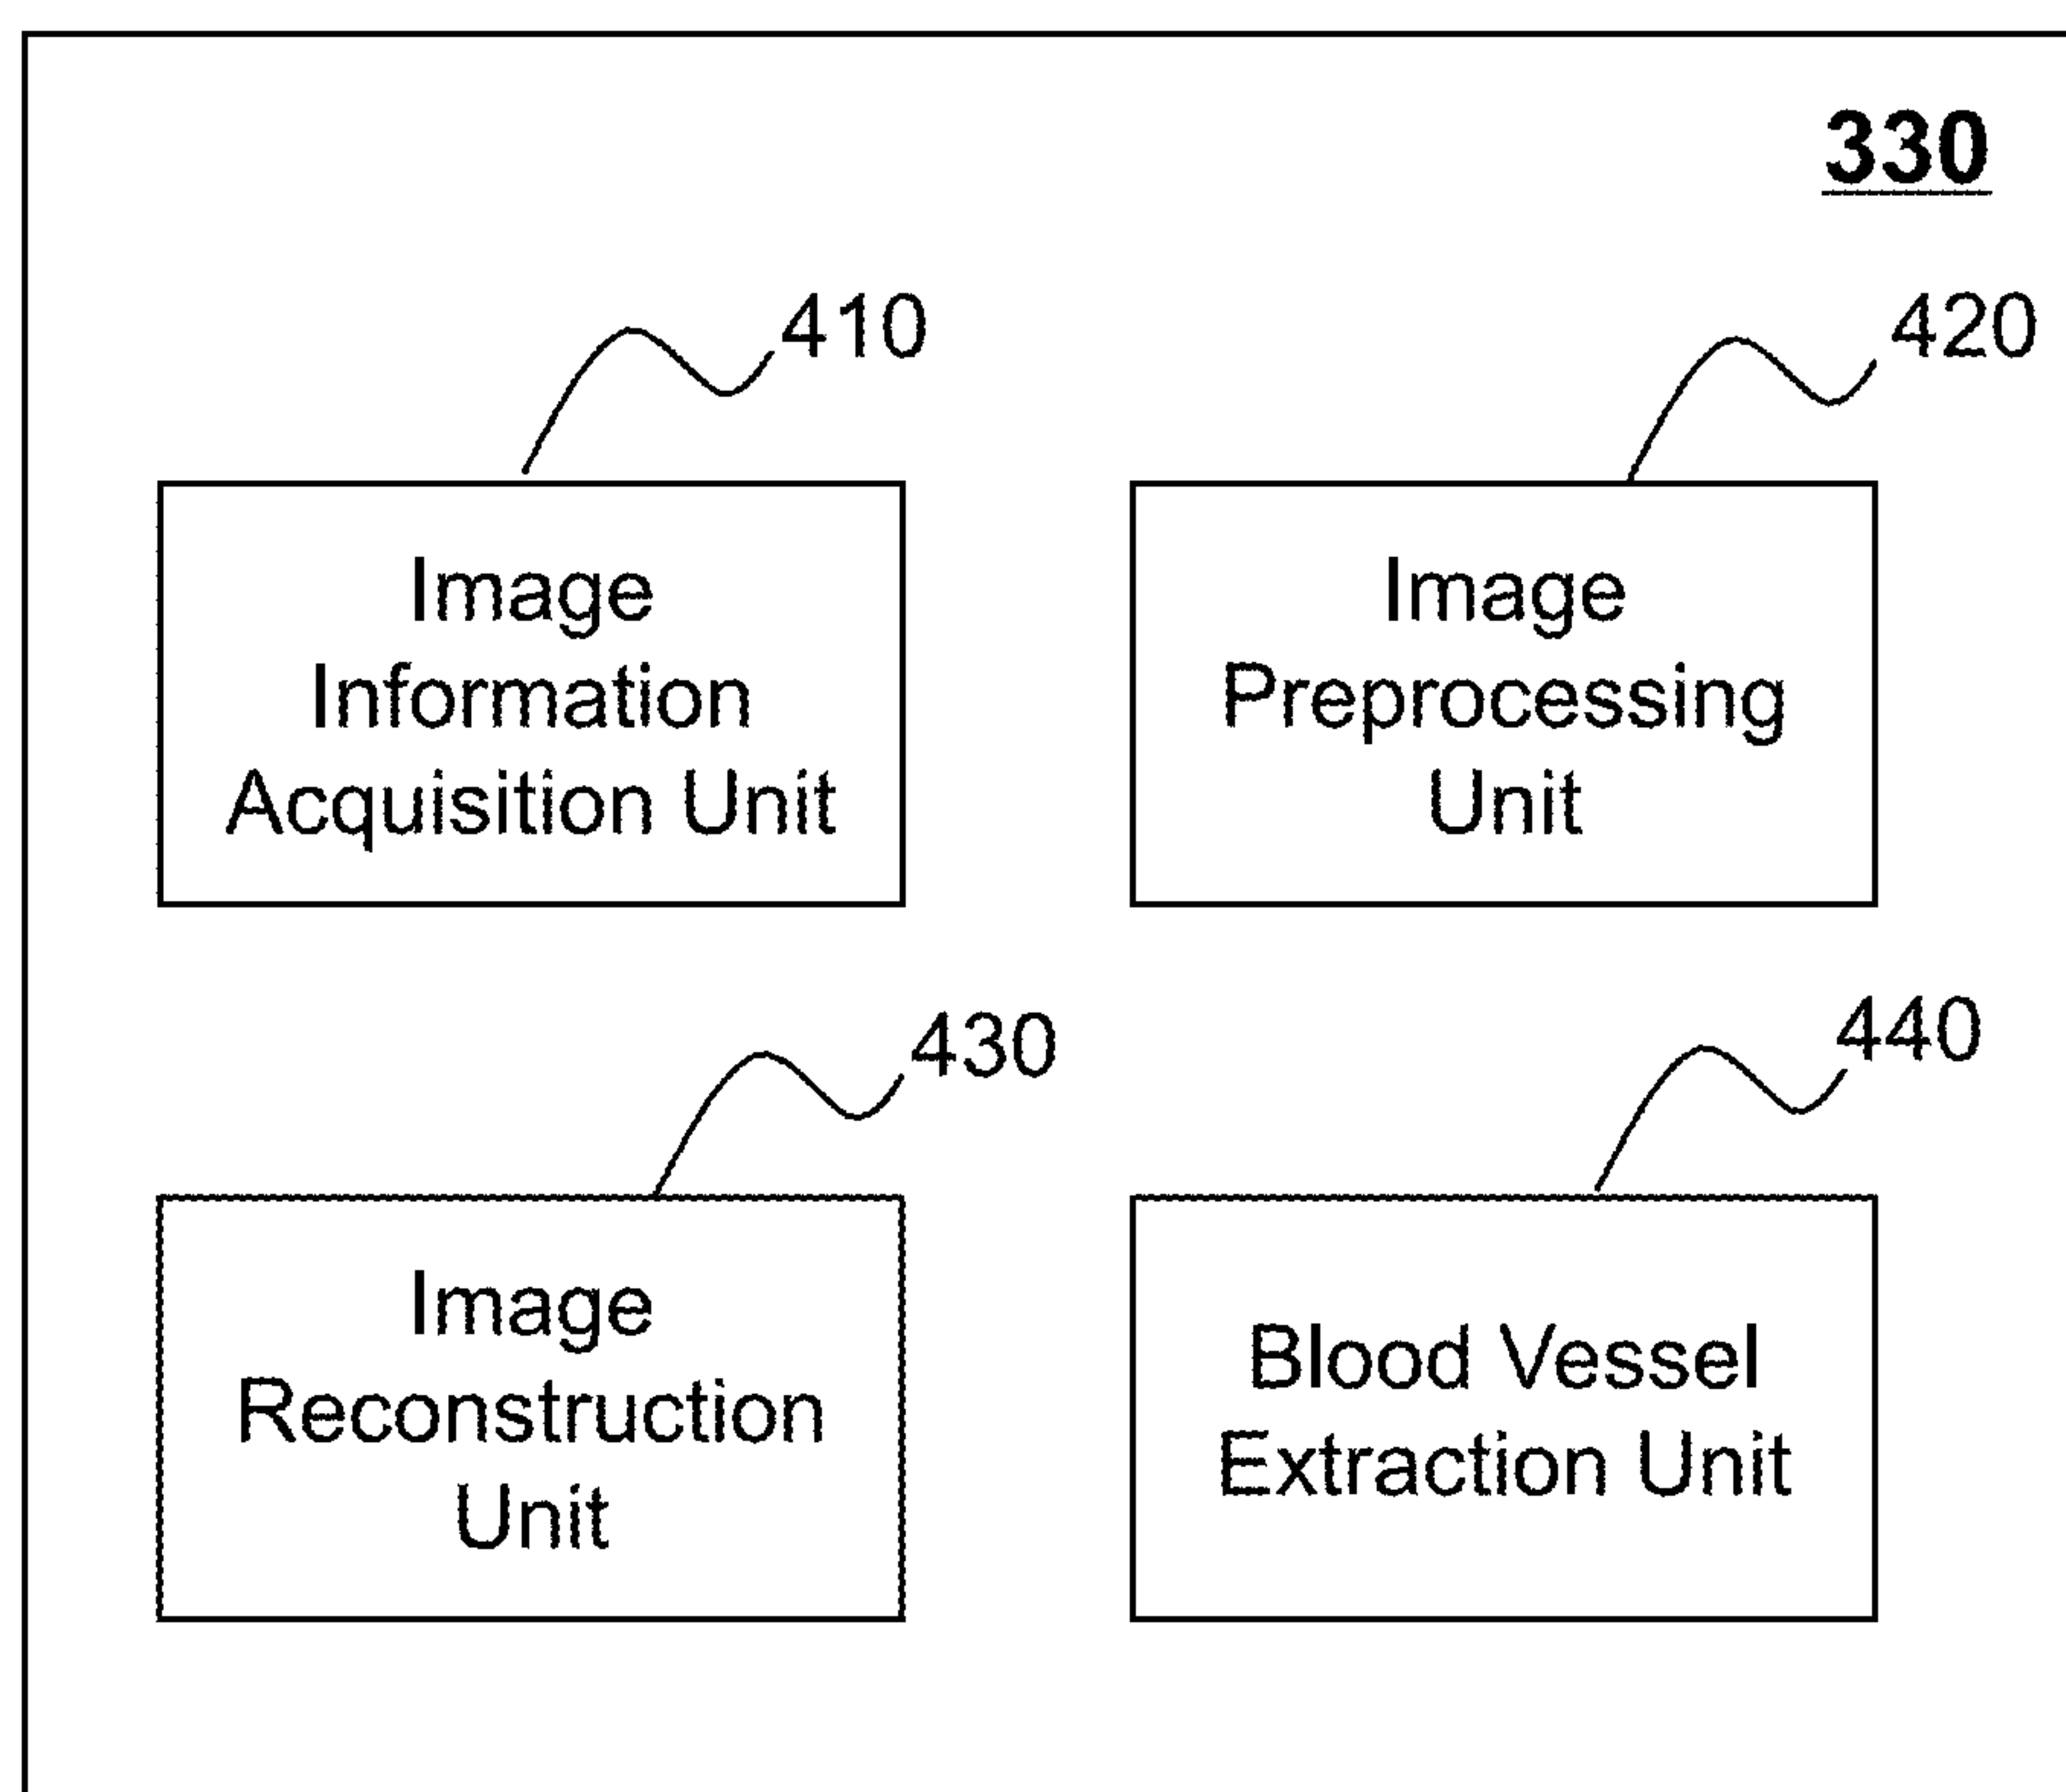 330
410
420
Image
Information
Acquisition Unit
Image
Preprocessing
Unit
430
440
Image
Reconstruction
Unit
Blood Vessel
Extraction Unit